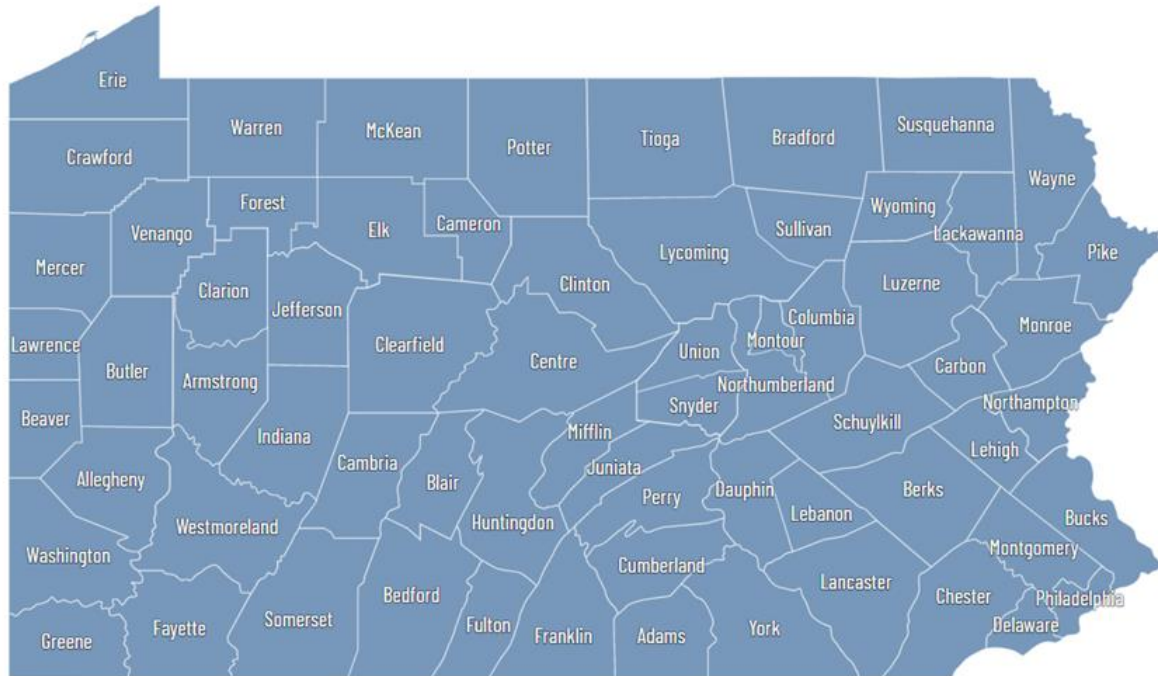 Erie
Warren
McKean
Potter
Tioga
Bradford
Susquehanna
Crawford
Wayne
Forest
Venango
Elk
Cameron
Wyoming
Sullivan
Lackawanna
Lycoming
Pike
Mercer
Clarion
Clinton
Luzerne
Jefferson
Columbia
Monroe
Lawrence
Clearfield
Montour
Union
Centre
Carbon
Butler
Armstrong
Northumberland
Snyder
Northampton
Beaver
Schuylkill
Indiana
Mifflin
Lehigh
Cambria
Juniata
Allegheny
Blair
Perry
Dauphin
Berks
Lebanon
Bucks
Westmoreland
Huntingdon
Montgomery
Washington
Cumberland
Lancaster
Bedford
Chester
Philadelphia
Somerset
Fulton
Delaware
Fayette
Franklin
Adams
York
Greene